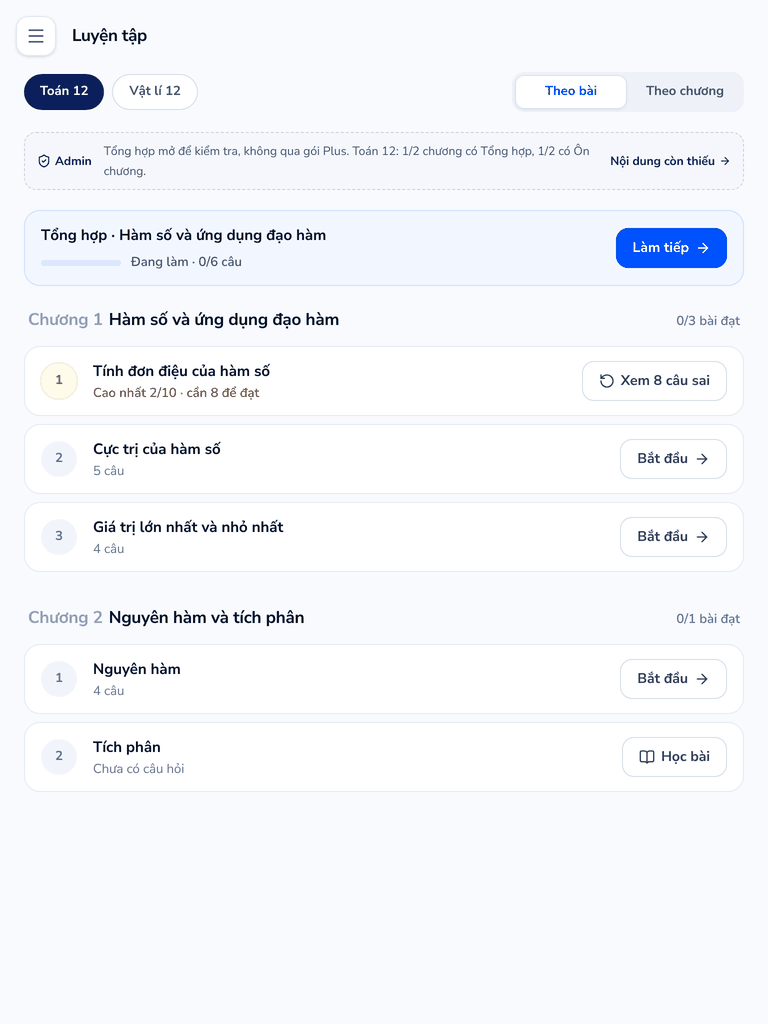 Luyện tập
Toán 12
Vật lí 12
Theo bài
Theo chương
Admin
Tổng hợp mở để kiểm tra, không qua gói Plus. Toán 12: 1/2 chương có Tổng hợp, 1/2 có Ôn
chương.
Nội dung còn thiếu →
Tổng hợp · Hàm số và ứng dụng đạo hàm
Đang làm · 0/6 câu
Làm tiếp →
Chương 1 Hàm số và ứng dụng đạo hàm
0/3 bài đạt
1
Tính đơn điệu của hàm số
Cao nhất 2/10 · cần 8 để đạt
Xem 8 câu sai
2
Cực trị của hàm số
5 câu
Bắt đầu →
3
Giá trị lớn nhất và nhỏ nhất
4 câu
Bắt đầu →
Chương 2 Nguyên hàm và tích phân
0/1 bài đạt
1
Nguyên hàm
4 câu
Bắt đầu →
2
Tích phân
Chưa có câu hỏi
Học bài